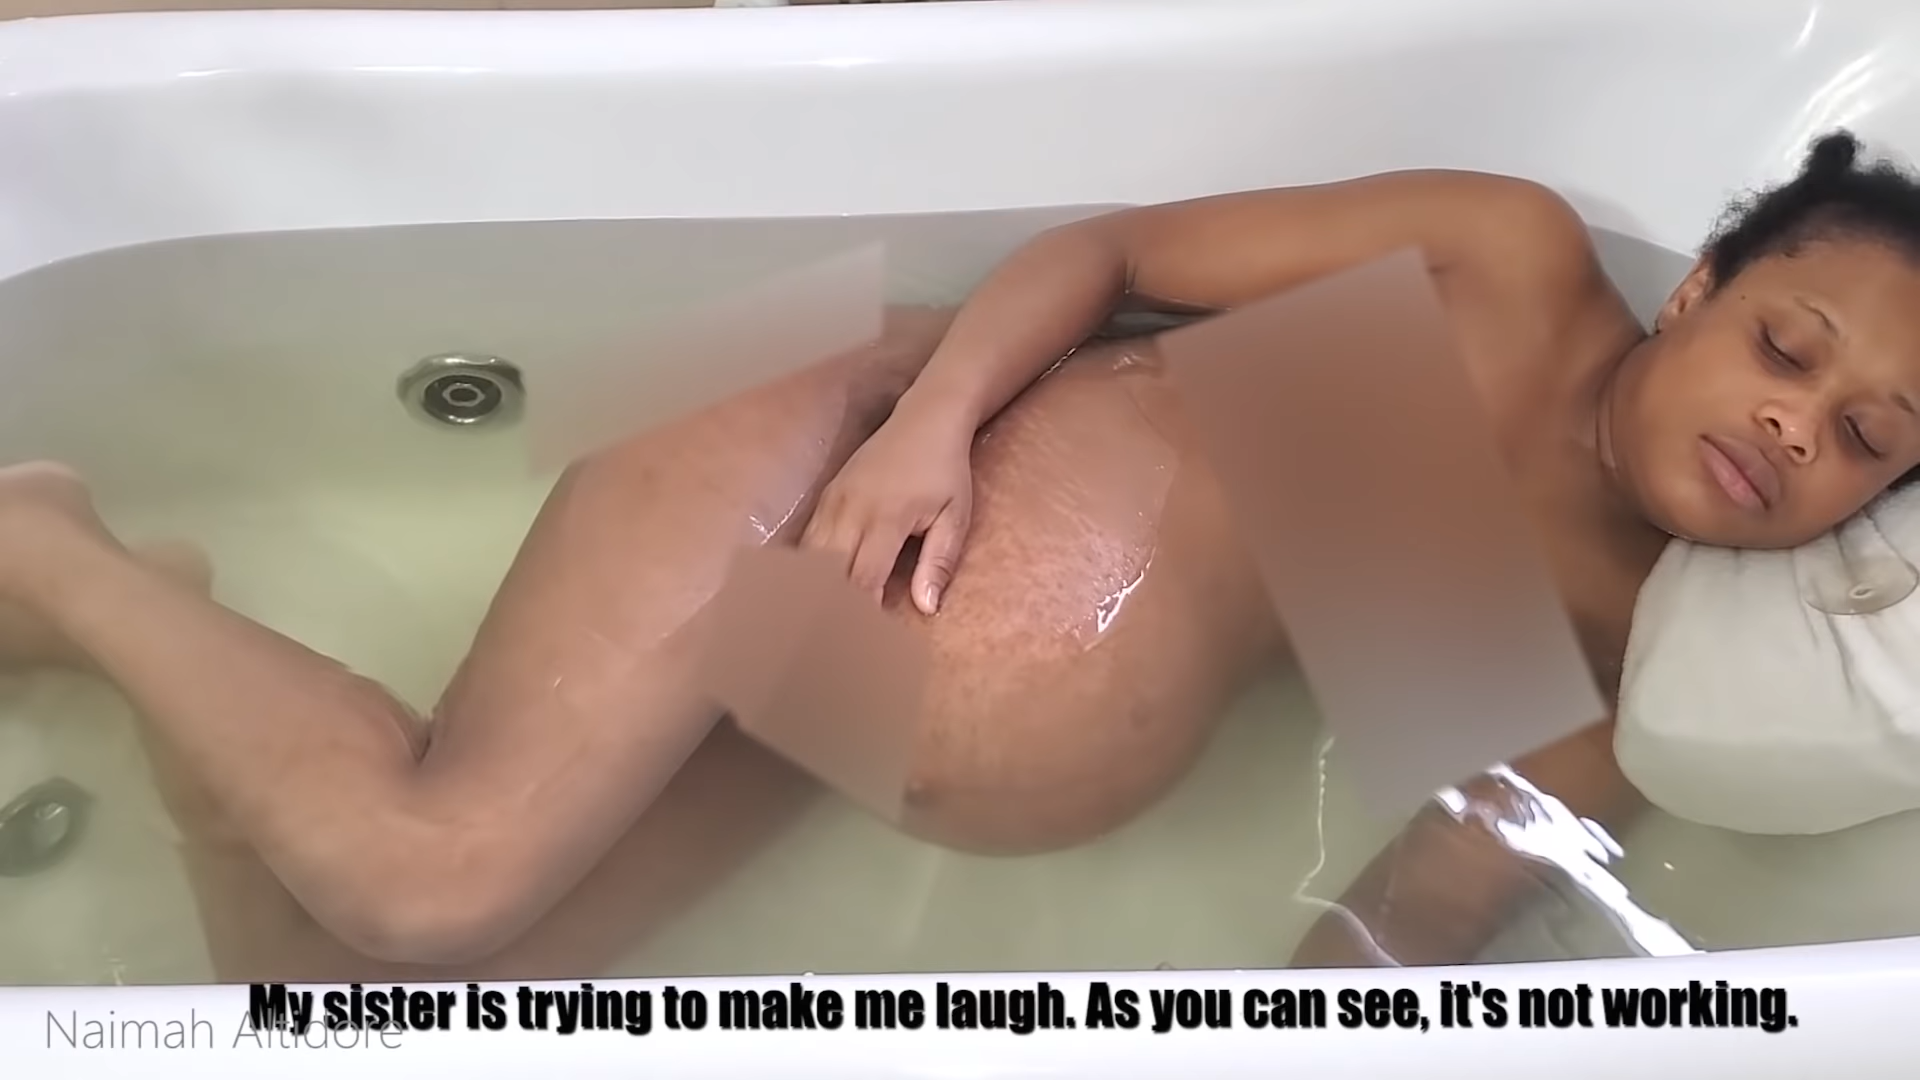 My sister is trying to make me laugh. As you can see, it's not working.
Naimah Altidore